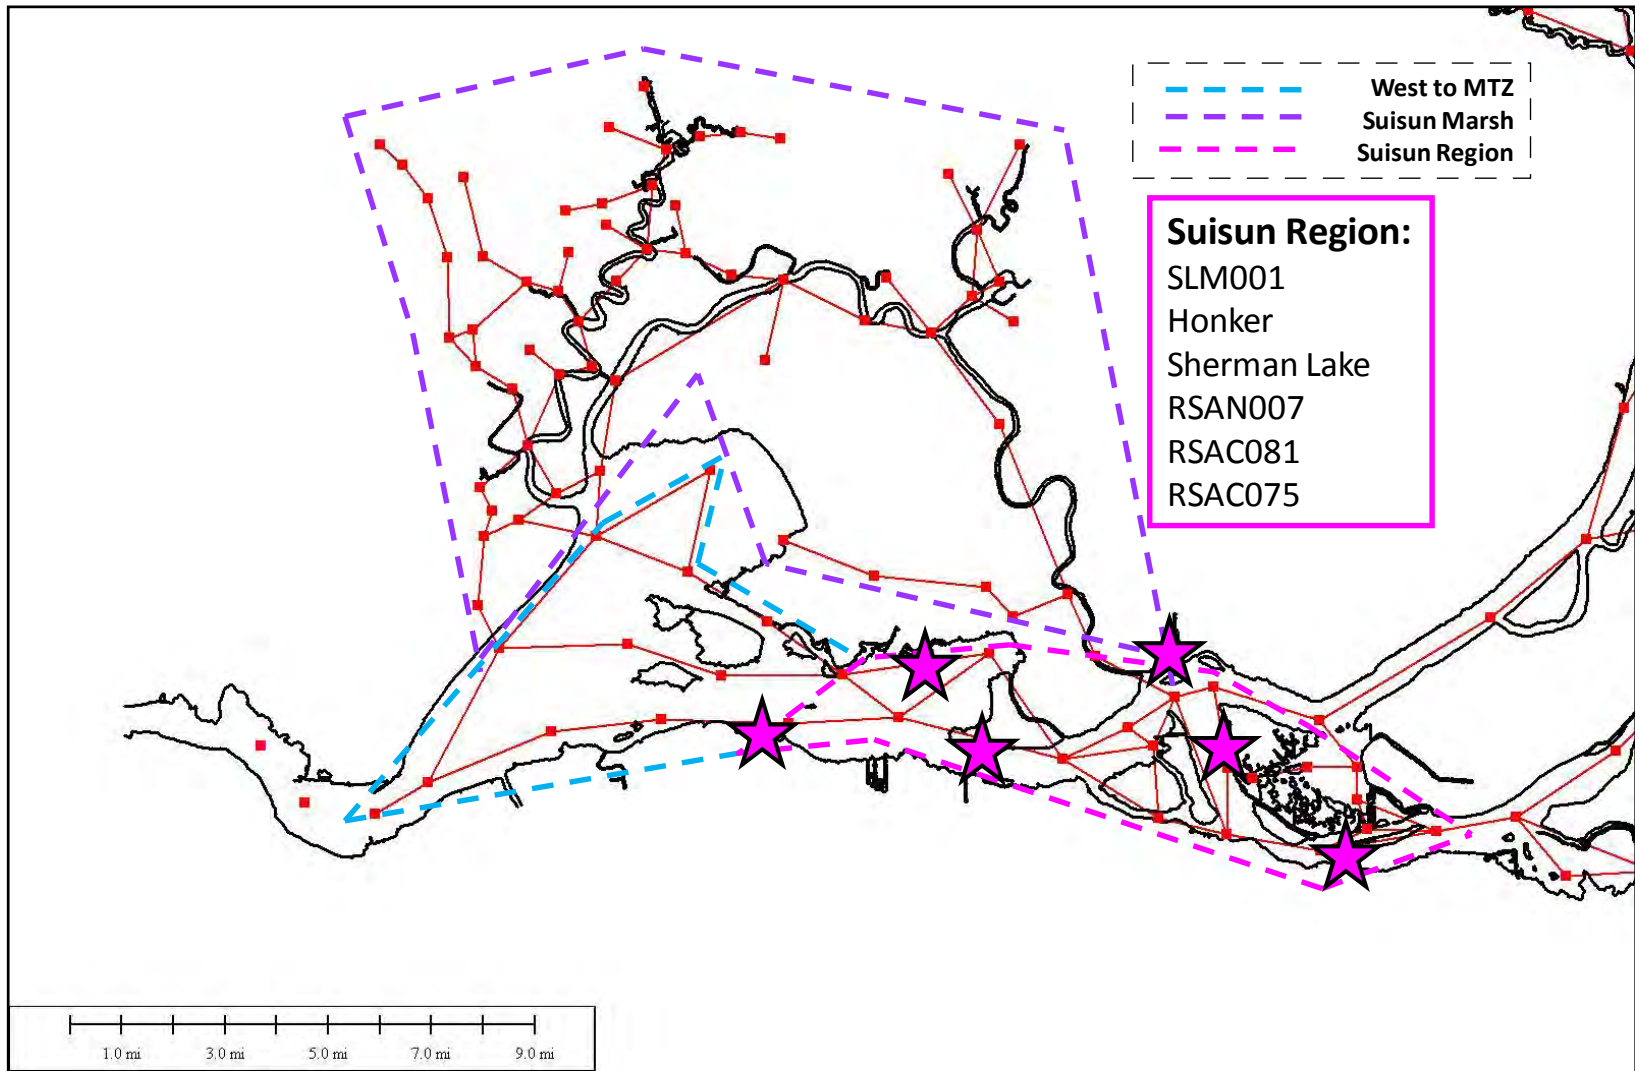 West to MTZ
Suisun Marsh
Suisun Region
Suisun Region:
SLM001
Honker
Sherman Lake
RSAN007
RSAC081
RSAC075
1.0 mi 3.0 mi 5.0 mi 7.0 mi 9.0 mi